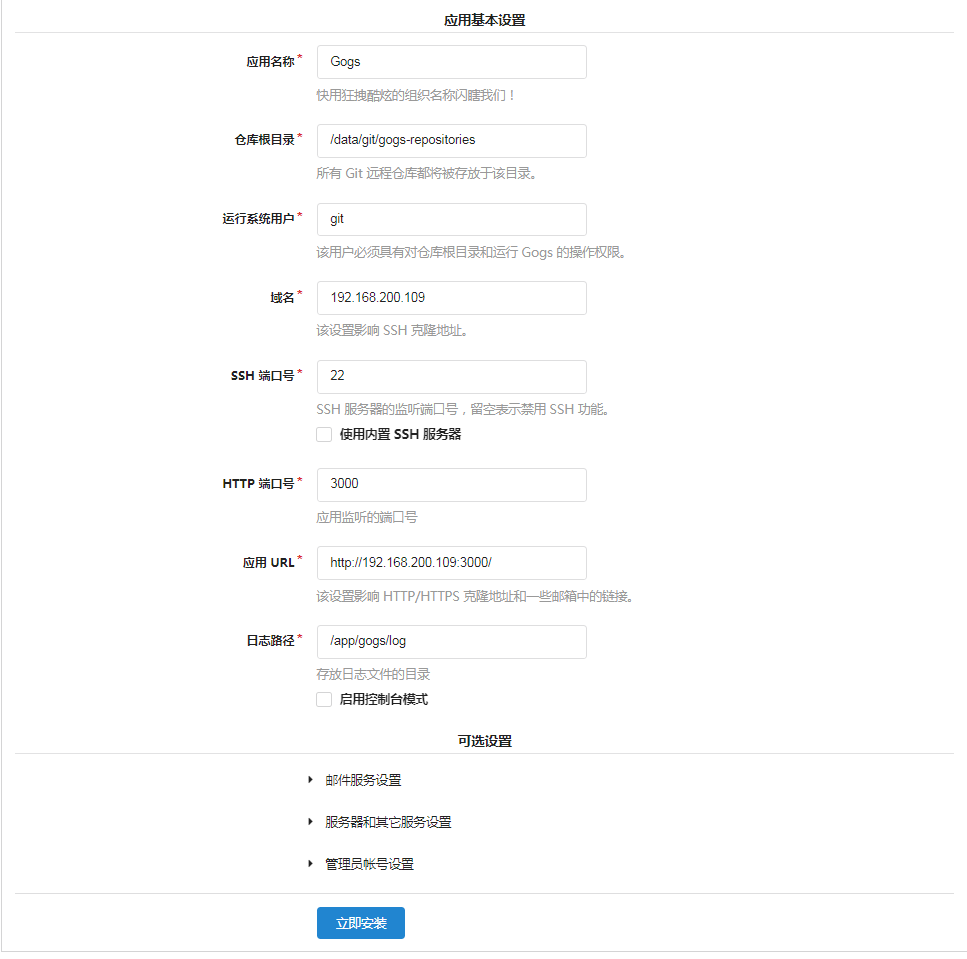 应用基本设置
应用名称*
Gogs
快用狂拽酷炫的组织名称闪瞎我们！
仓库根目录*
/data/git/gogs-repositories
所有 Git 远程仓库都将被存放于该目录。
运行系统用户*
git
该用户必须具有对仓库根目录和运行 Gogs 的操作权限。
域名*
192.168.200.109
该设置影响 SSH 克隆地址。
SSH 端口号*
22
SSH 服务器的监听端口号，留空表示禁用 SSH 功能。
使用内置 SSH 服务器
HTTP 端口号*
3000
应用监听的端口号
应用 URL*
http://192.168.200.109:3000/
该设置影响 HTTP/HTTPS 克隆地址和一些邮箱中的链接。
日志路径*
/app/gogs/log
存放日志文件的目录
启用控制台模式
可选设置
邮件服务设置
服务器和其它服务设置
管理员帐号设置
立即安装